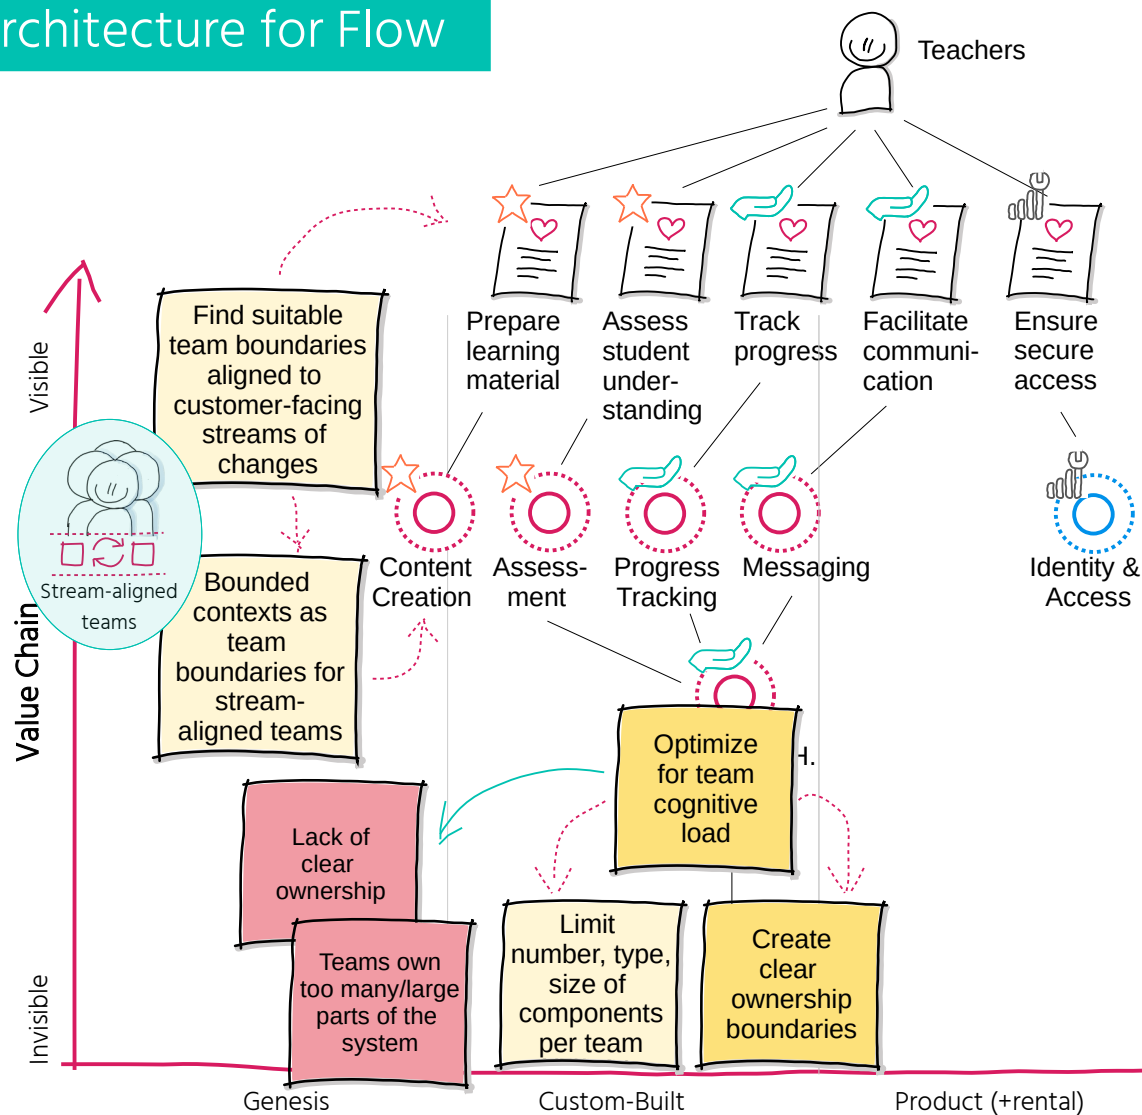 rchitecture for Flow
Teachers
Prepare
learning
material
Assess
student
under-
standing
Track
progress
Facilitate
communi-
cation
Ensure
secure
access
Visible
Find suitable
team boundaries
aligned to
customer-facing
streams of
changes
Stream-aligned
teams
Value Chain
Bounded
contexts as
team
boundaries for
stream-
aligned teams
Content
Creation
Assess-
ment
Progress
Tracking
Messaging
Identity &
Access
Optimize
for team
cognitive
load
H.
Lack of
clear
ownership
Teams own
too many/large
parts of the
system
Limit
number, type,
size of
components
per team
Create
clear
ownership
boundaries
Invisible
Genesis
Custom-Built
Product (+rental)